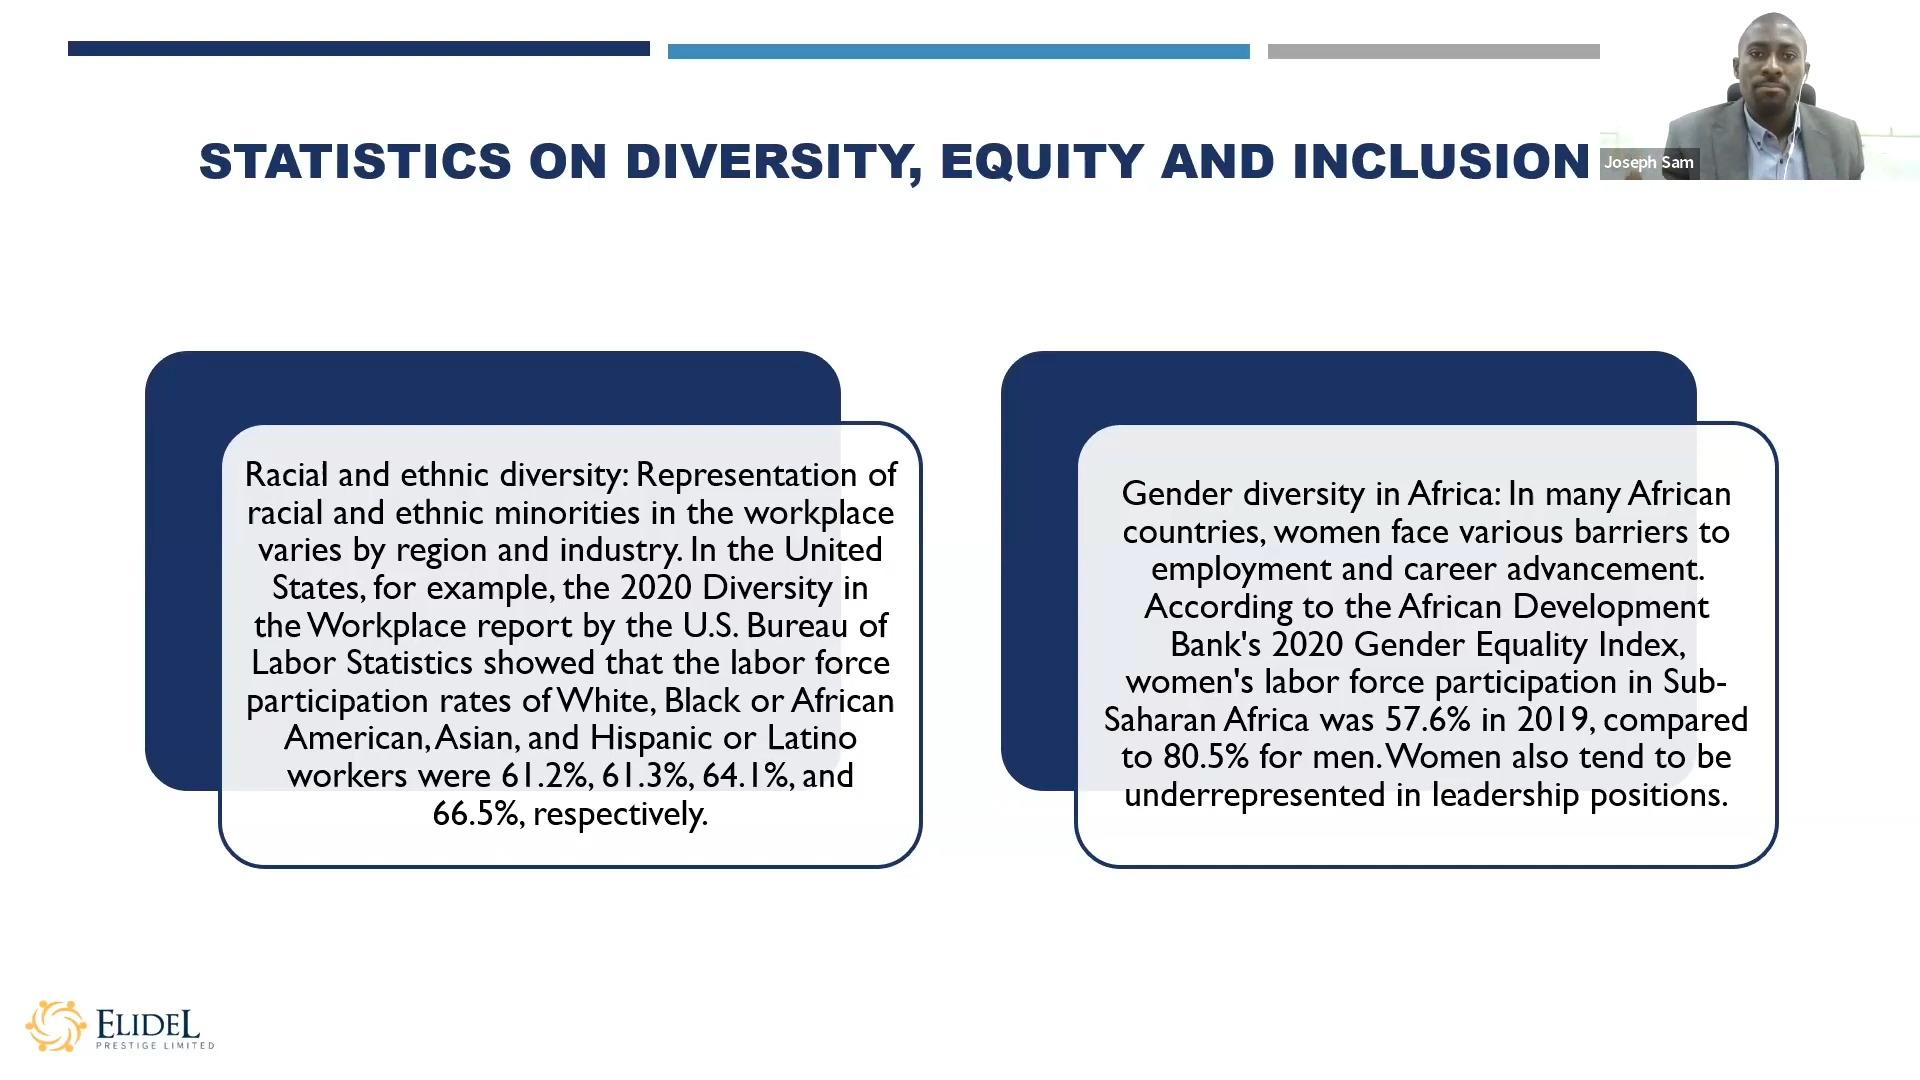 STATISTICS ON DIVERSITY, EQUITY AND INCLUSION
Joseph Sam
Racial and ethnic diversity: Representation of
racial and ethnic minorities in the workplace
varies by region and industry. In the United
States, for example, the 2020 Diversity in
the Workplace report by the U.S. Bureau of
Labor Statistics showed that the labor force
participation rates of White, Black or African
American, Asian, and Hispanic or Latino
workers were 61.2%, 61.3%, 64.1%, and
66.5%, respectively.
Gender diversity in Africa: In many African
countries, women face various barriers to
employment and career advancement.
According to the African Development
Bank's 2020 Gender Equality Index,
women's labor force participation in Sub-
Saharan Africa was 57.6% in 2019, compared
to 80.5% for men. Women also tend to be
underrepresented in leadership positions.
ELIDEL
PRESTIGE LIMITED